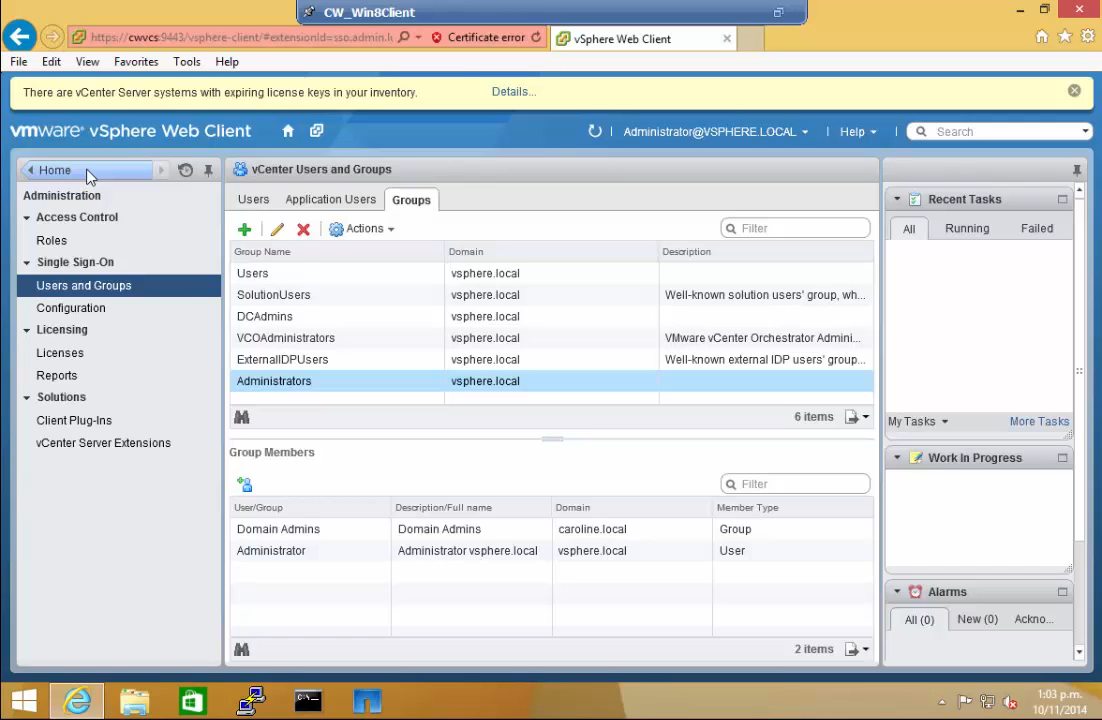 CW_Win8Client
https://cwvcs:9443/vsphere-client/#extensionId=sso.admin.
Certificate error
vSphere Web Client
File Edit View Favorites Tools Help
There are vCenter Server systems with expiring license keys in your inventory. Details...
vmware vSphere Web Client
Administrator@VSPHERE.LOCAL
Help
Search
Home
Administration
Access Control
Roles
Single Sign-On
Users and Groups
Configuration
Licensing
Licenses
Reports
Solutions
Client Plug-Ins
vCenter Server Extensions
vCenter Users and Groups
Users Application Users Groups
Actions
Filter
Group Name Domain Description
Users vsphere.local
SolutionUsers vsphere.local Well-known solution users' group, wh...
DCAdmins vsphere.local
VCOAdministrators vsphere.local VMware vCenter Orchestrator Admini...
ExternalIDPUsers vsphere.local Well-known external IDP users' group...
Administrators vsphere.local
6 items
Group Members
Filter
User/Group Description/Full name Domain Member Type
Domain Admins Domain Admins caroline.local Group
Administrator Administrator vsphere.local vsphere.local User
2 items
Recent Tasks
All Running Failed
My Tasks More Tasks
Work In Progress
Alarms
All (0) New (0) Ackno...
1:03 p.m.
10/11/2014